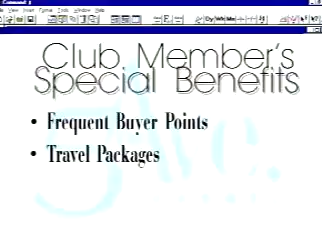 Club Member's
Special Benefits
• Frequent Buyer Points
• Travel Packages